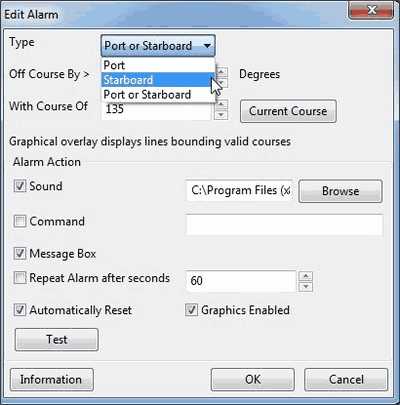 Edit Alarm
Type Port or Starboard
Port
Off Course By > Starboard Degrees
Port or Starboard
With Course Of 135 Current Course
Graphical overlay displays lines bounding valid courses
Alarm Action
Sound C:\Program Files (x Browse
Command
Message Box
Repeat Alarm after seconds 60
Automatically Reset Graphics Enabled
Test
Information OK Cancel